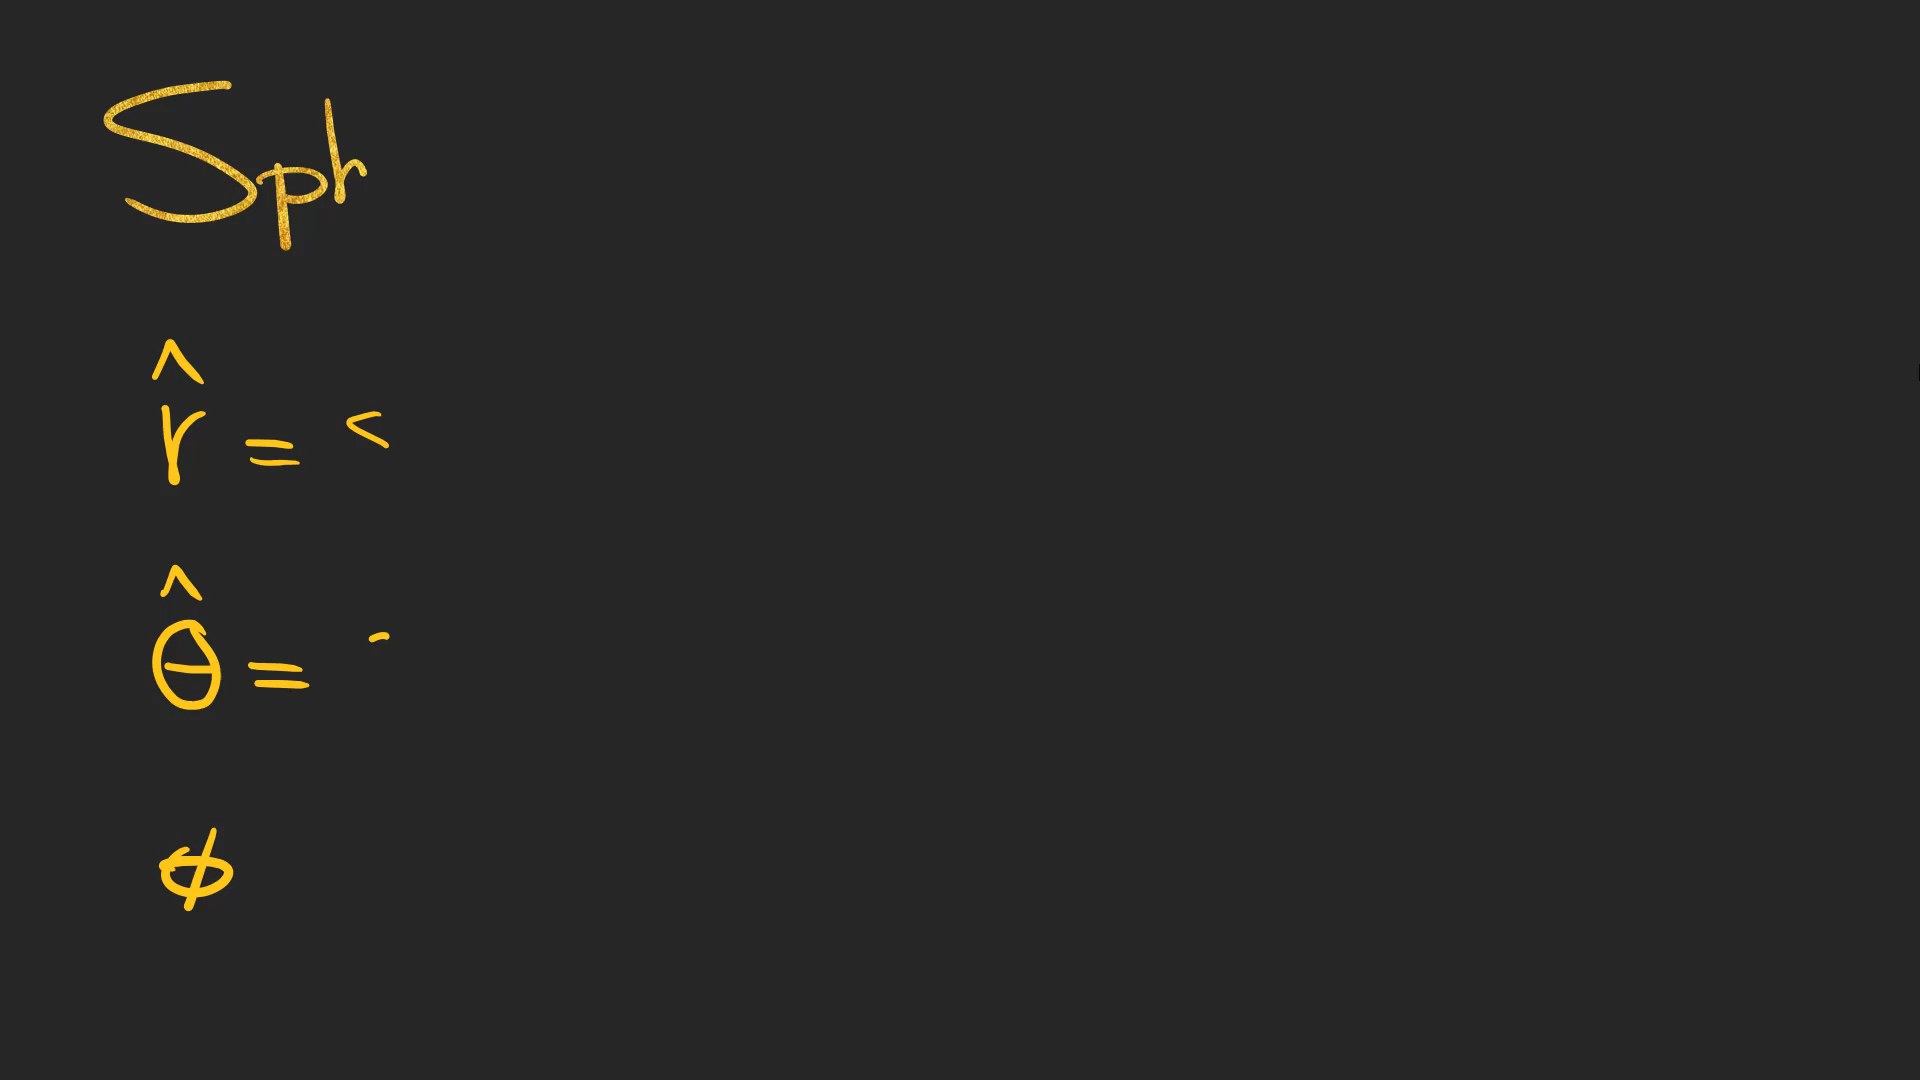 Sph
r̂ = <
θ̂ =
ϕ